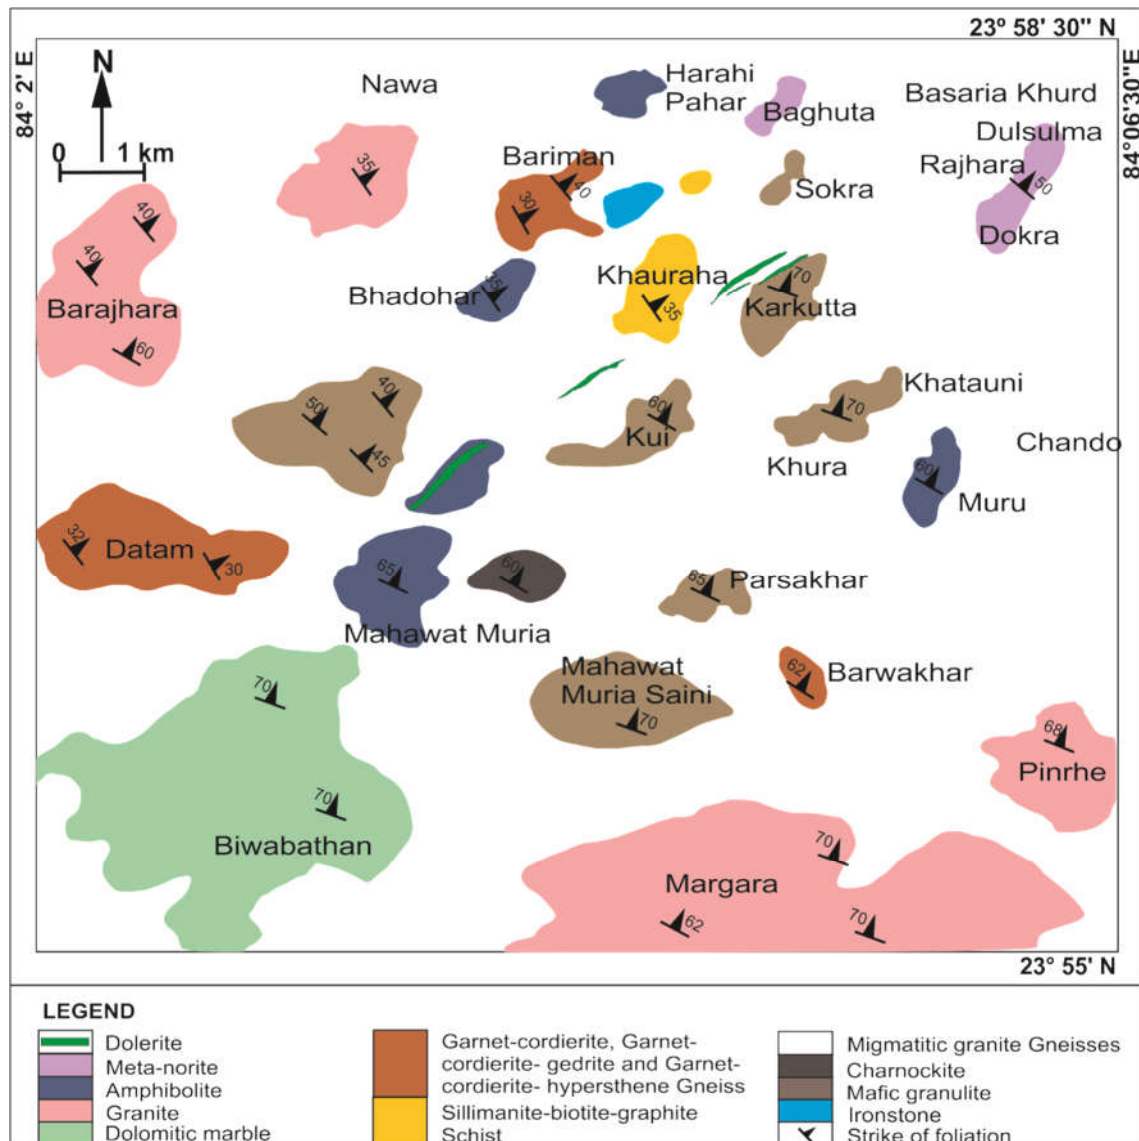 23º 58' 30" N
84° 2' E
84°06'30"E
N
0 1 km
Nawa
Harahi
Pahar
Baghuta
Basaria Khurd
Dulsulma
Rajhara
50
Dokra
35
Bariman
40
30
Sokra
40
40
Barajhara
60
Bhadohar
35
Khauraha
35
70
Karkutta
40
50
45
60
Kui
Khatauni
70
Khura
Chando
60
Muru
32
Datam
30
65
60
Mahawat Muria
65
Parsakhar
Mahawat
Muria Saini
70
62
Barwakhar
70
70
Biwabathan
68
Pinrhe
70
Margara
62
70
23° 55' N
LEGEND
Dolerite
Meta-norite
Amphibolite
Granite
Dolomitic marble
Garnet-cordierite, Garnet-
cordierite- gedrite and Garnet-
cordierite- hypersthene Gneiss
Sillimanite-biotite-graphite
Schist
Migmatitic granite Gneisses
Charnockite
Mafic granulite
Ironstone
Strike of foliation